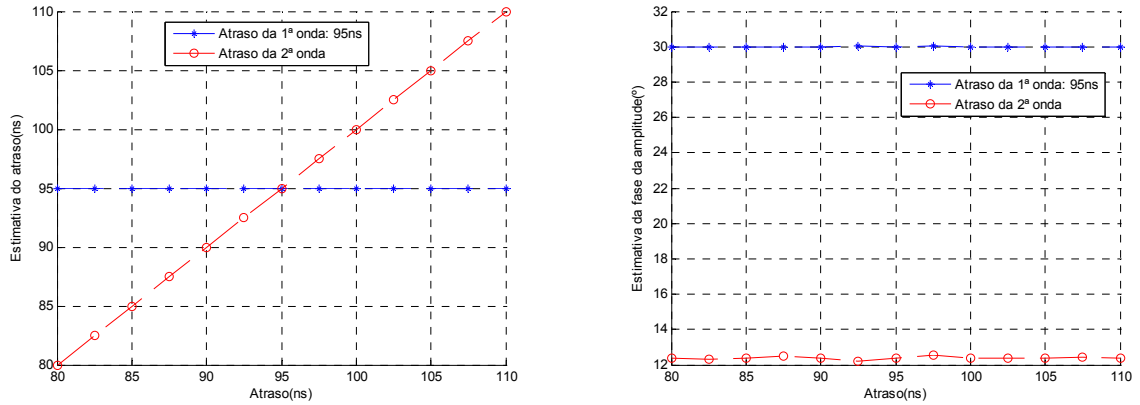 110
105
100
95
90
85
80
Estimativa do atraso(ns)
Atraso da 1ª onda: 95ns
Atraso da 2ª onda
80 85 90 95 100 105 110
Atraso(ns)
32
30
28
26
24
22
20
18
16
14
12
Estimativa da fase da amplitude(º)
Atraso da 1ª onda: 95ns
Atraso da 2ª onda
80 85 90 95 100 105 110
Atraso(ns)